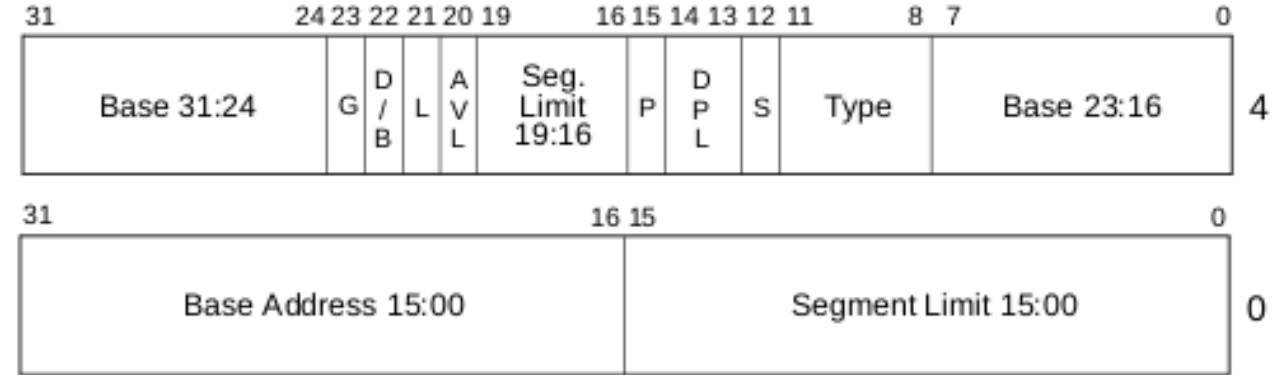 31 24 23 22 21 20 19 16 15 14 13 12 11 8 7 0
Base 31:24 G D/B L AVL Seg. Limit 19:16 P DPL S Type Base 23:16 4
31 16 15 0
Base Address 15:00 Segment Limit 15:00 0